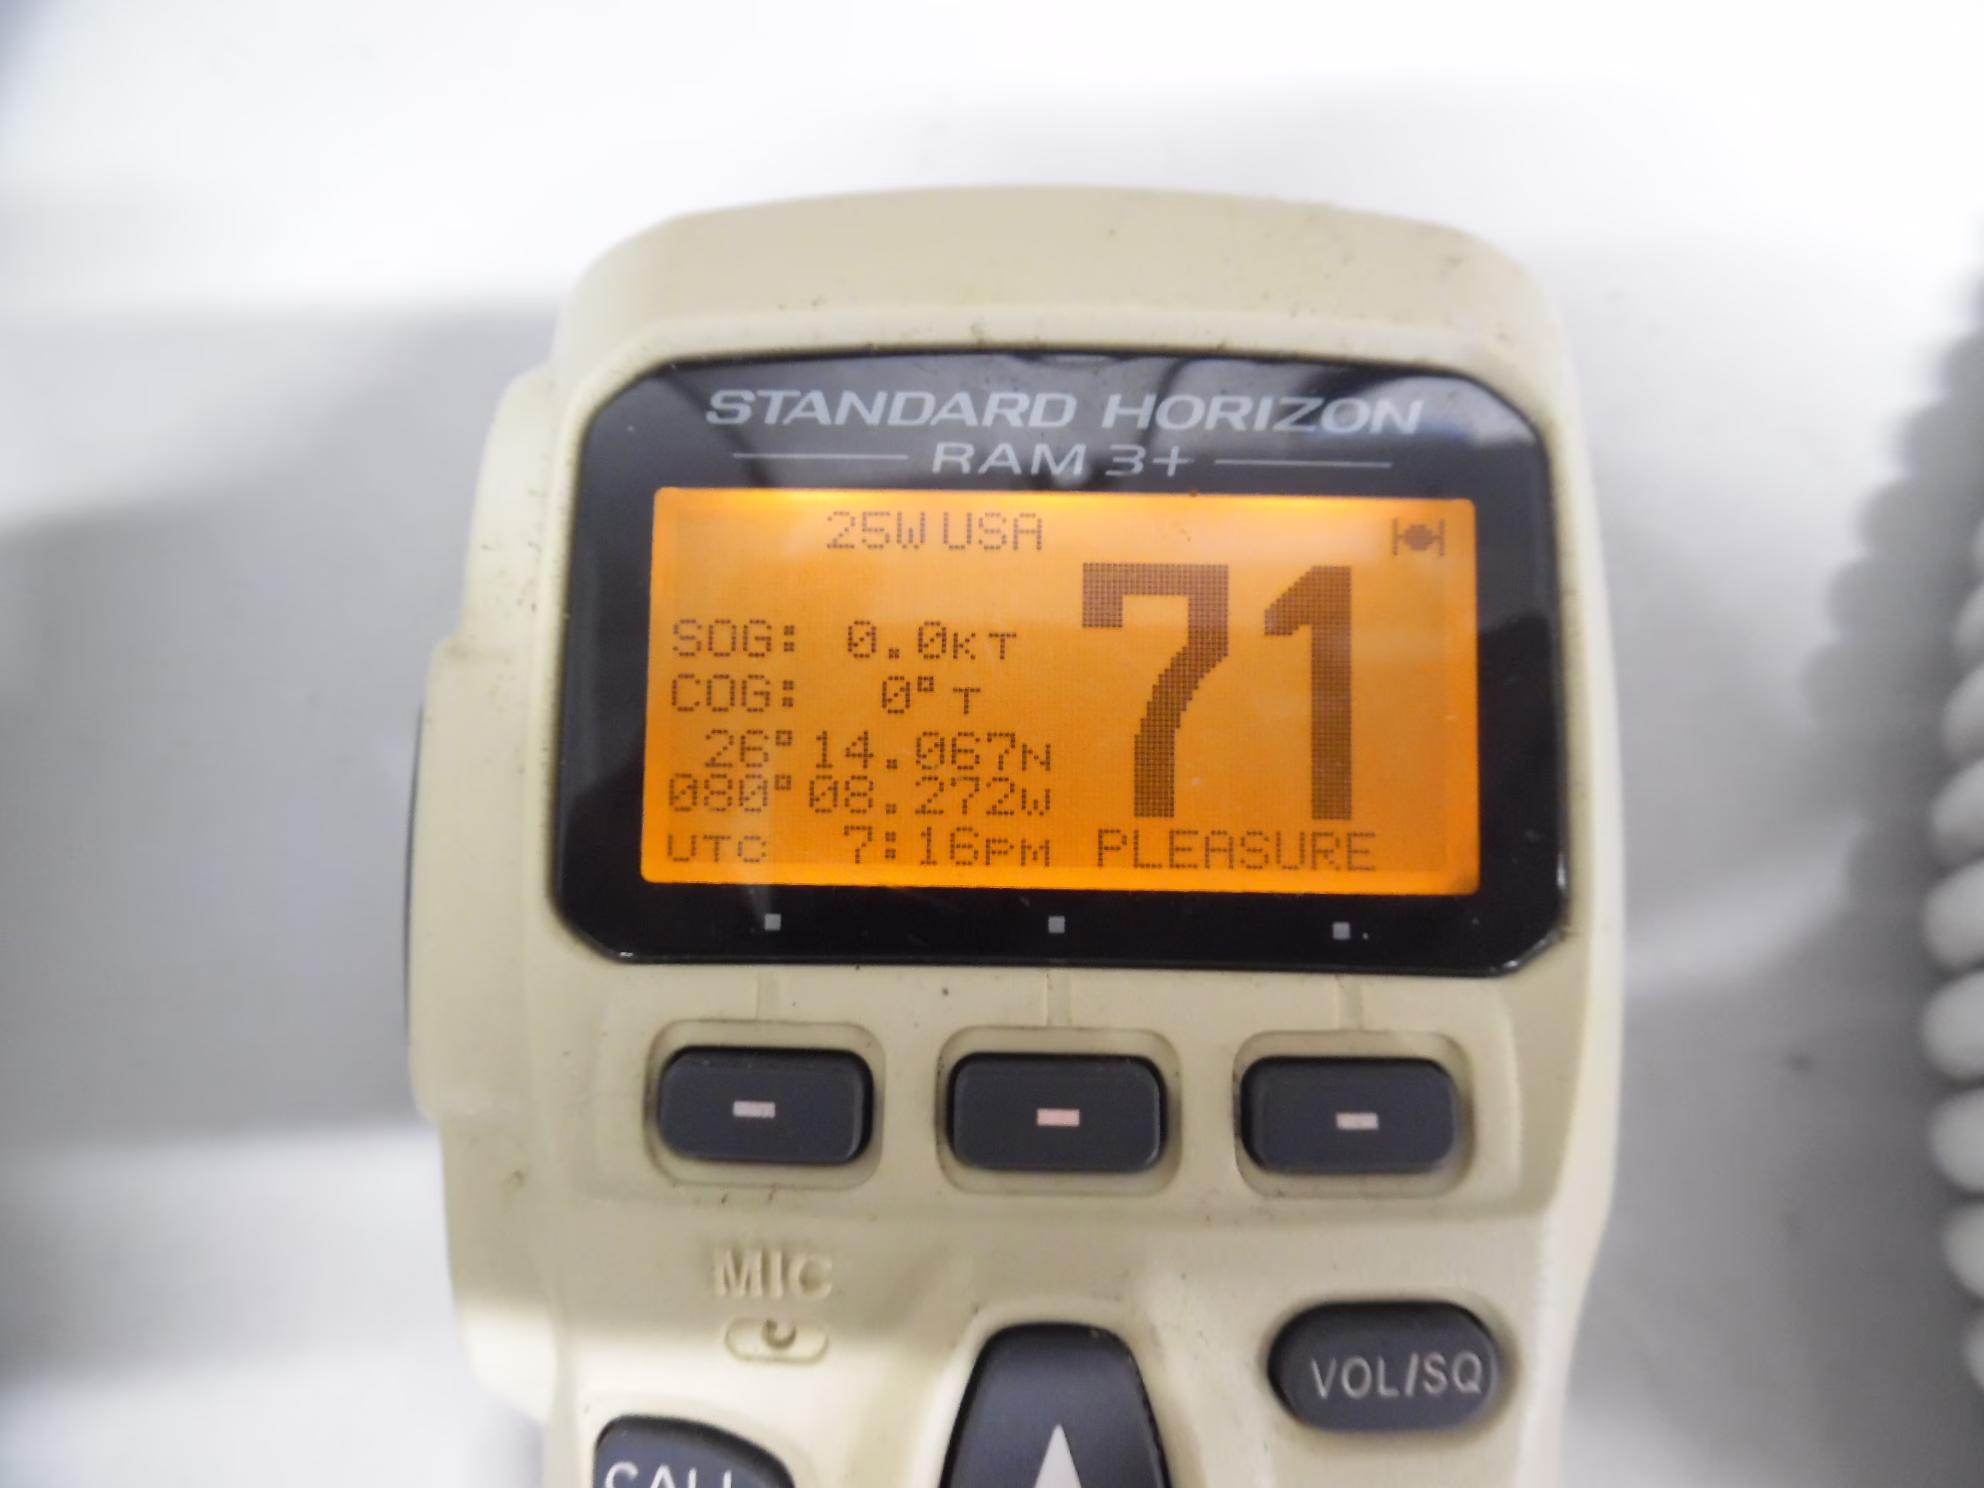 STANDARD HORIZON
RAM 3+
25W USA
71
SOG: 0.0KT
COG: 0°T
26°14.067N
080°08.272W
UTC 7:16PM PLEASURE
MIC
VOL/SQ
CALL